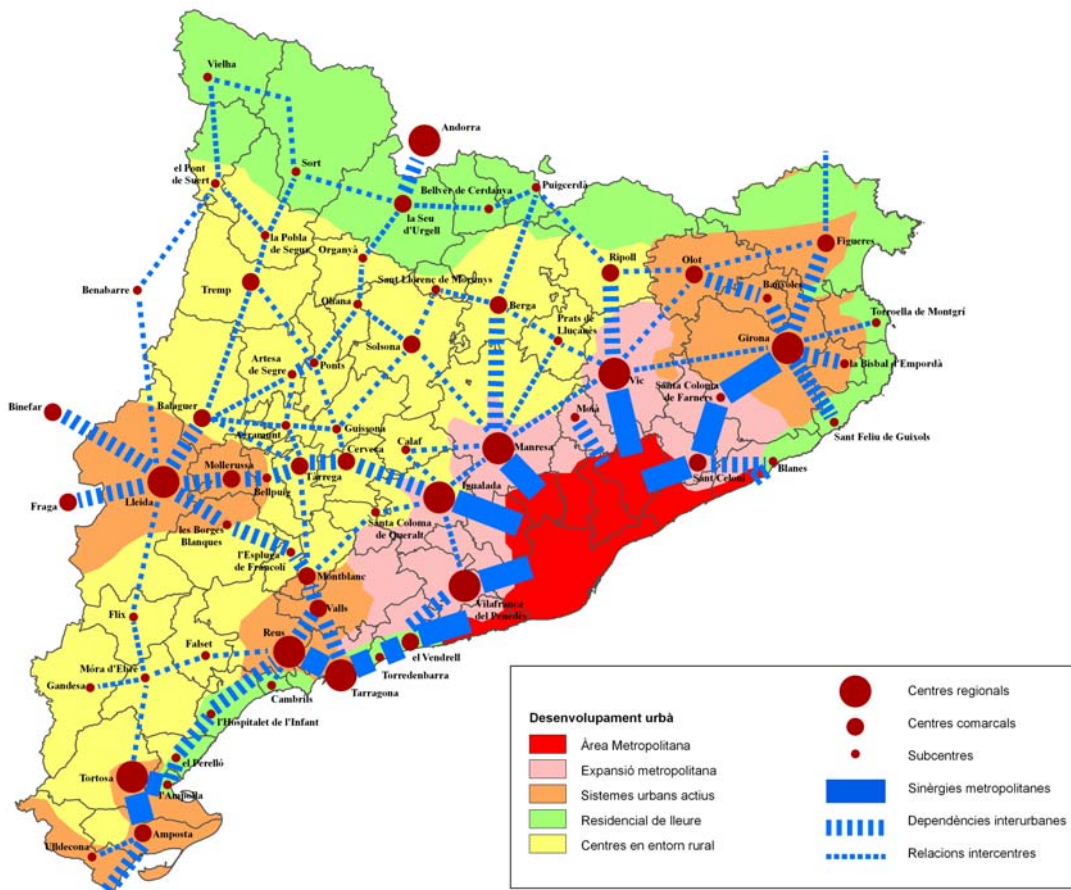 Vielha
Andorra
el Pont
de Suert
Sort
Bellver de Cerdanya
Puigcerdà
la Seu
d'Urgell
la Pobla
de Segur
Organyà
Ripoll
Olot
Figueres
Benabarre
Tremp
Sant Llorenç de Morunys
Banyoles
Oliana
Berga
Prats de
Lluçanès
Torroella de Montgrí
Girona
Solsona
Artesa
de Segre
Ponts
Vic
la Bisbal d'Empordà
Santa Coloma
de Farners
Binefar
Balaguer
Moià
Sant Feliu de Guíxols
Agramunt
Guissona
Calaf
Manresa
Cervera
Mollerussa
Tàrrega
Igualada
Sant Celoni
Blanes
Bellpuig
Lleida
Fraga
les Borges
Blanques
Santa Coloma
de Queralt
l'Espluga
de Francolí
Montblanc
Vilafranca
del Penedès
Valls
Flix
Reus
Falset
el Vendrell
Móra d'Ebre
Torredenbarra
Gandesa
Cambrils
Tarragona
l'Hospitalet de l'Infant
el Perelló
Tortosa
l'Ampolla
Amposta
Ulldecona
Desenvolupament urbà
Àrea Metropolitana
Expansió metropolitana
Sistemes urbans actius
Residencial de lleure
Centres en entorn rural
Centres regionals
Centres comarcals
Subcentres
Sinèrgies metropolitanes
Dependències interurbanes
Relacions intercentres